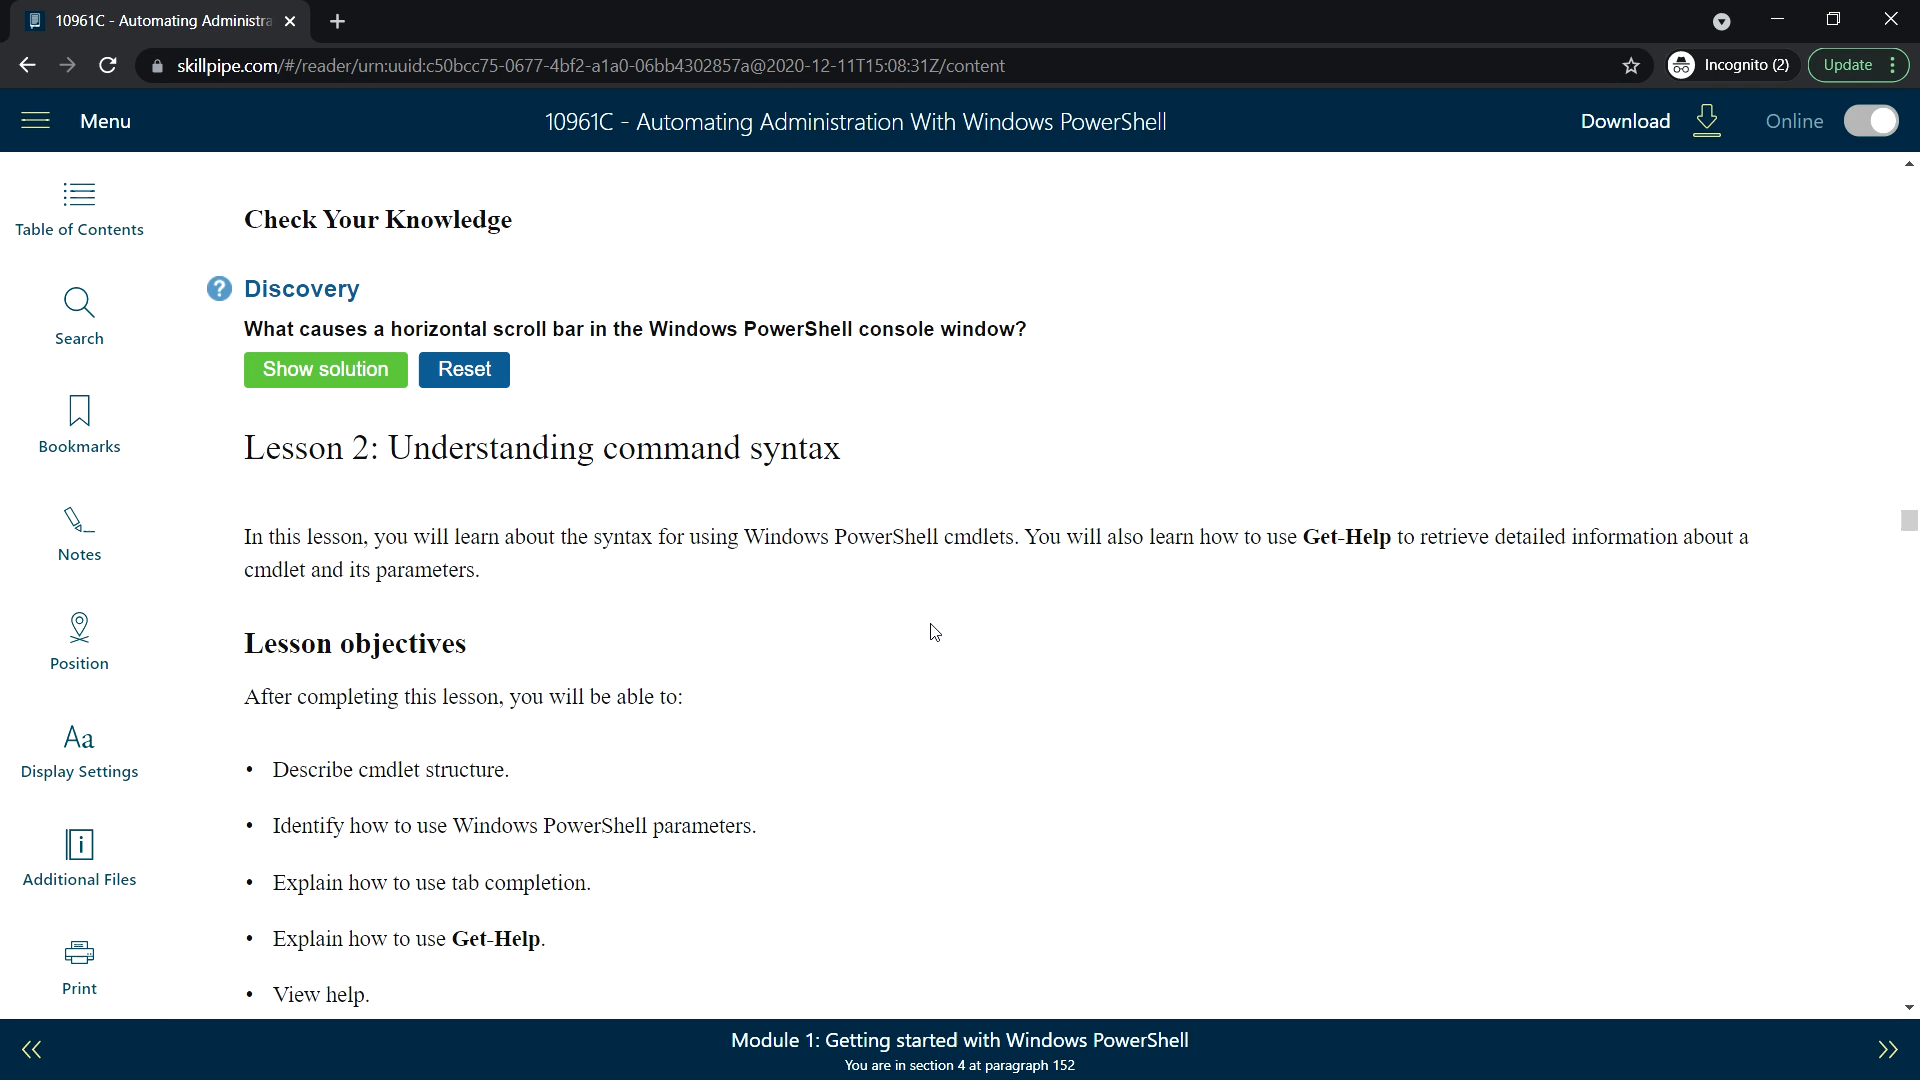 10961C - Automating Administra
skillpipe.com/#/reader/urn:uuid:c50bcc75-0677-4bf2-a1a0-06bb4302857a@2020-12-11T15:08:31Z/content
Incognito (2)
Update
Menu
10961C - Automating Administration With Windows PowerShell
Download
Online
Table of Contents
Search
Bookmarks
Notes
Position
Aa
Display Settings
Additional Files
Print
Check Your Knowledge
? Discovery
What causes a horizontal scroll bar in the Windows PowerShell console window?
Show solution
Reset
Lesson 2: Understanding command syntax
In this lesson, you will learn about the syntax for using Windows PowerShell cmdlets. You will also learn how to use Get-Help to retrieve detailed information about a
cmdlet and its parameters.
Lesson objectives
After completing this lesson, you will be able to:
• Describe cmdlet structure.
• Identify how to use Windows PowerShell parameters.
• Explain how to use tab completion.
• Explain how to use Get-Help.
• View help.
Module 1: Getting started with Windows PowerShell
You are in section 4 at paragraph 152